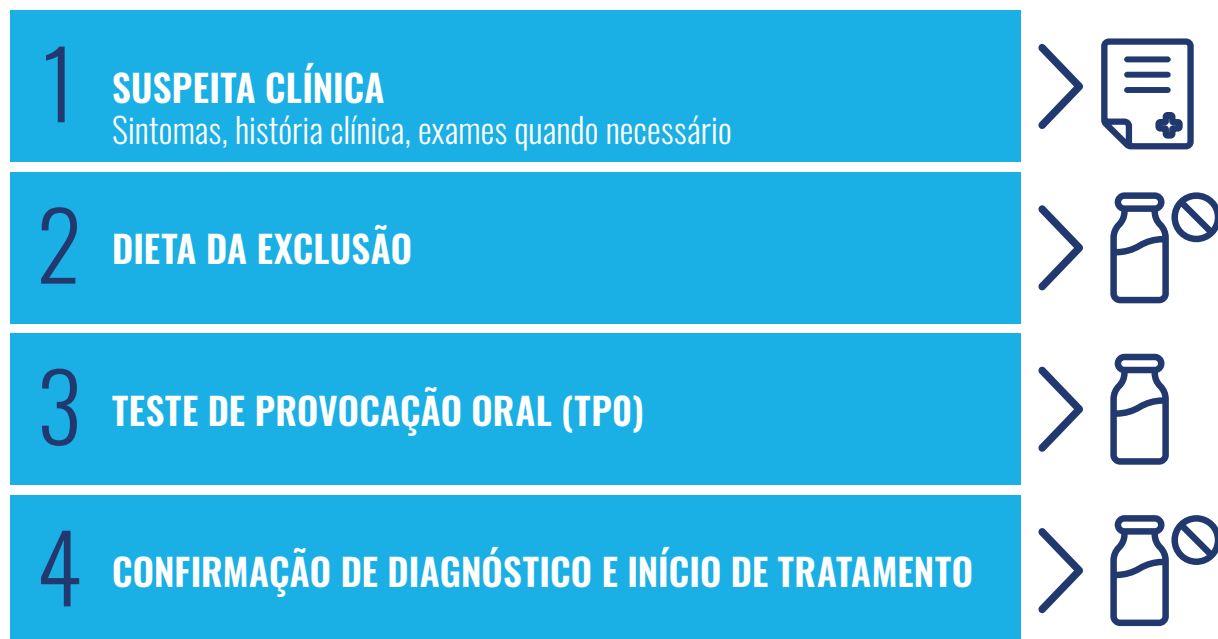 1
SUSPEITA CLÍNICA
Sintomas, história clínica, exames quando necessário
2
DIETA DA EXCLUSÃO
3
TESTE DE PROVOCAÇÃO ORAL (TPO)
4
CONFIRMAÇÃO DE DIAGNÓSTICO E INÍCIO DE TRATAMENTO